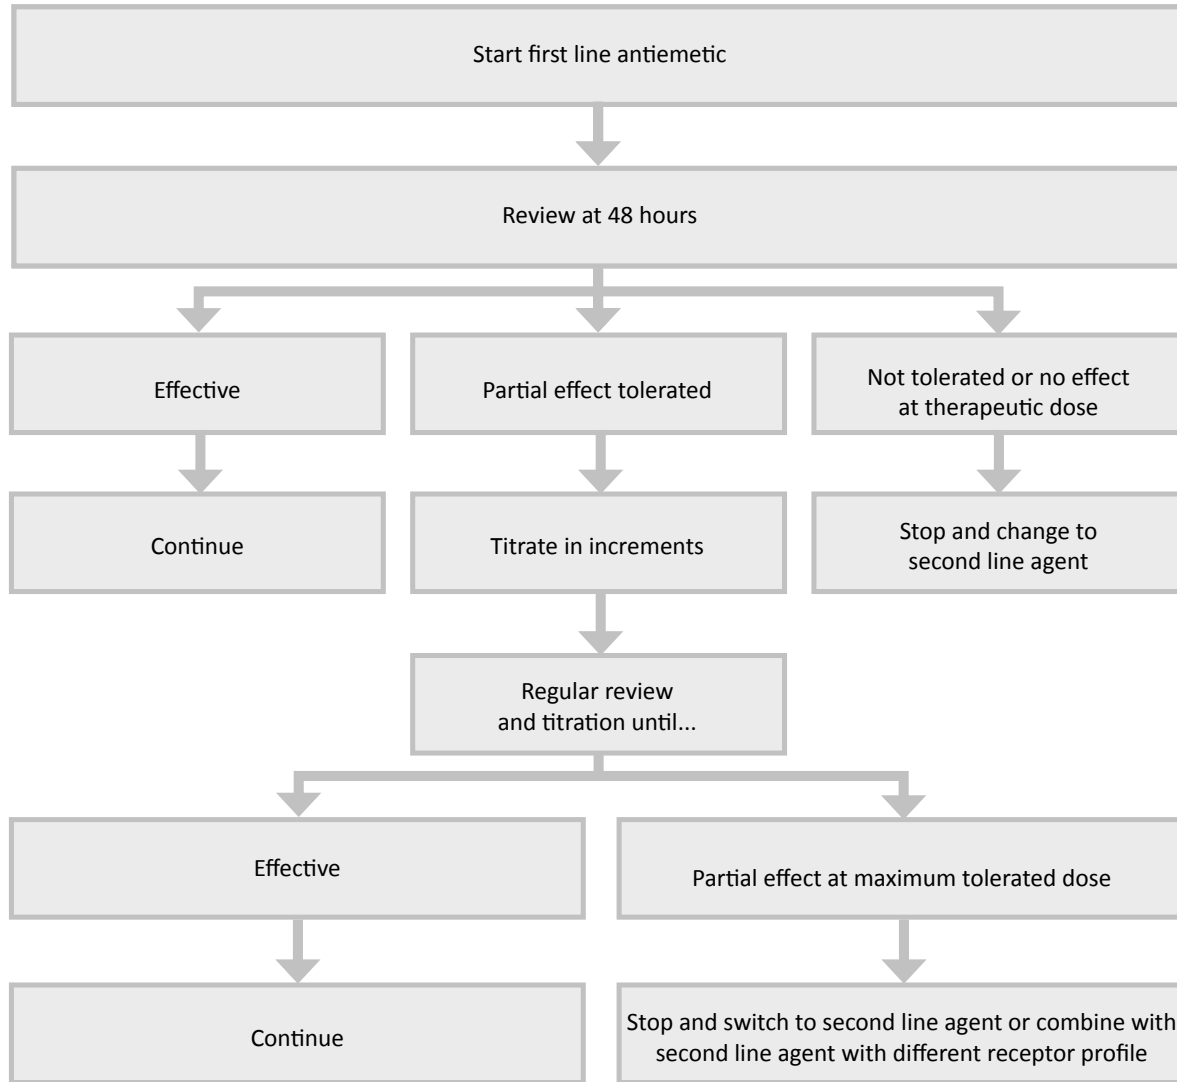 Start first line antiemetic
Review at 48 hours
Effective
Partial effect tolerated
Not tolerated or no effect
at therapeutic dose
Continue
Titrate in increments
Stop and change to
second line agent
Regular review
and titration until...
Effective
Partial effect at maximum tolerated dose
Continue
Stop and switch to second line agent or combine with
second line agent with different receptor profile